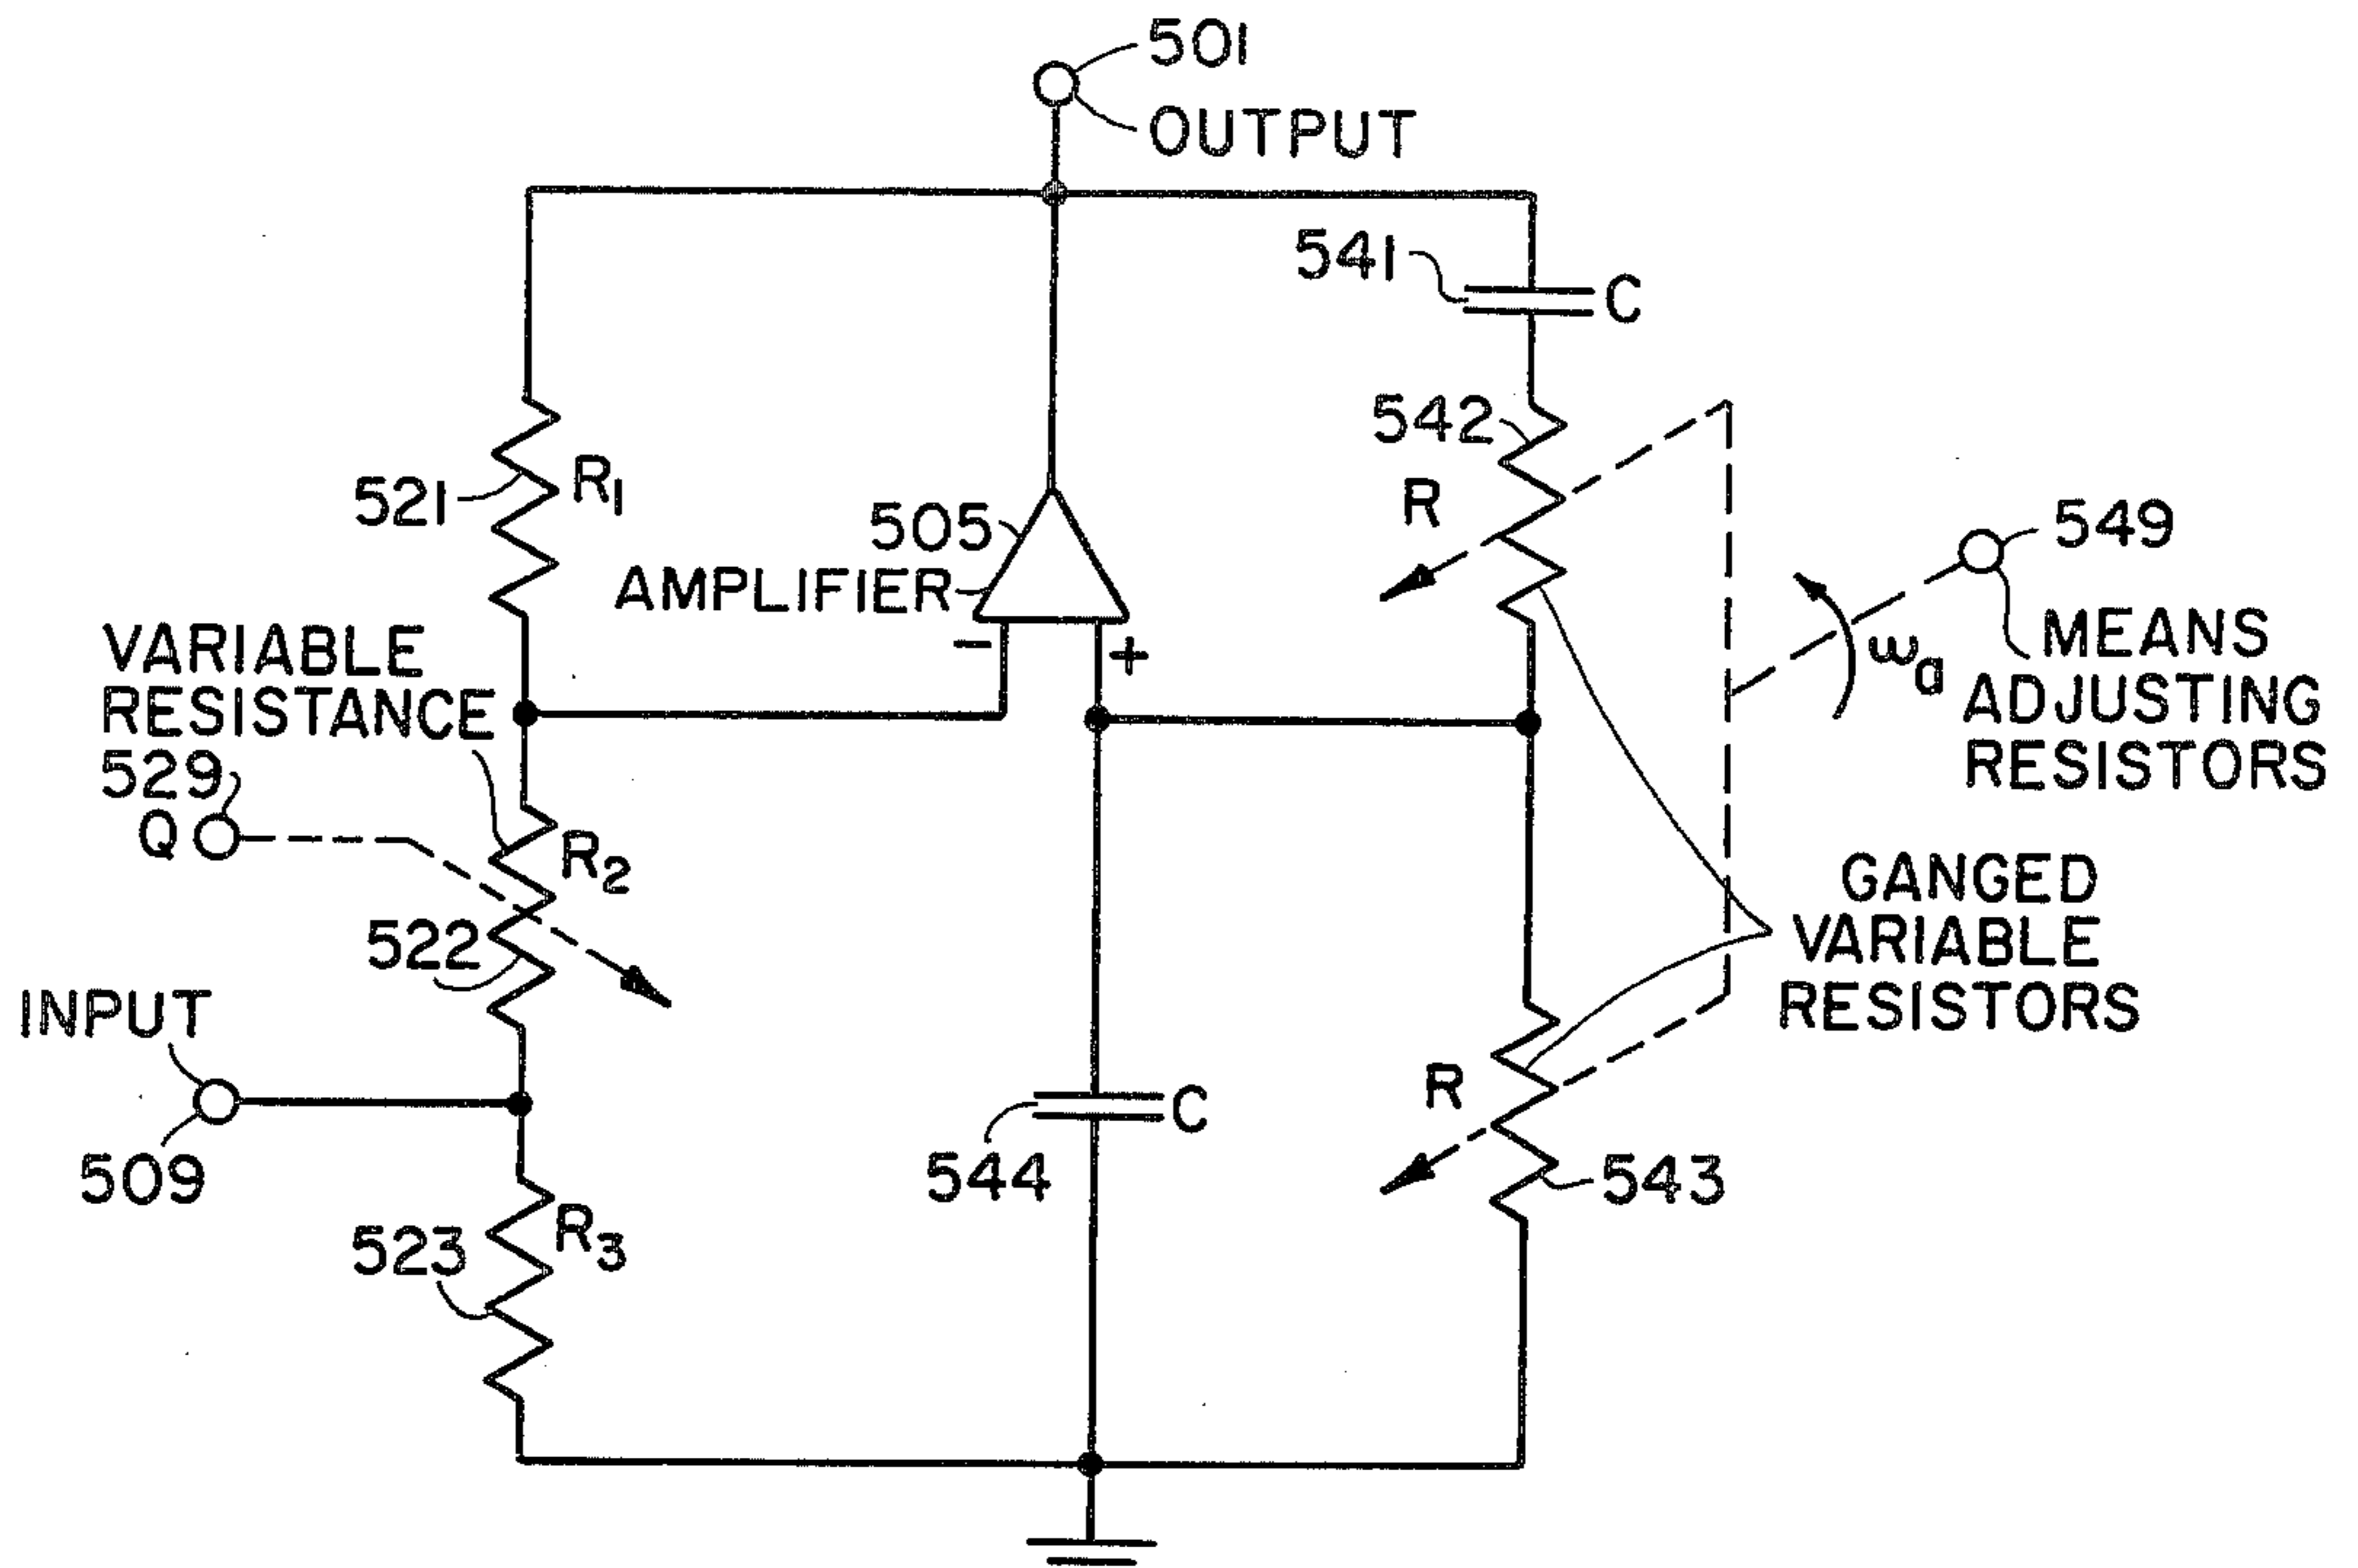 501
OUTPUT
541
C
542
R
521
R1
505
AMPLIFIER
-
+
549
MEANS
ADJUSTING
RESISTORS
ωa
VARIABLE
RESISTANCE
529
Q
R2
522
INPUT
509
GANGED
VARIABLE
RESISTORS
R
C
544
543
523
R3